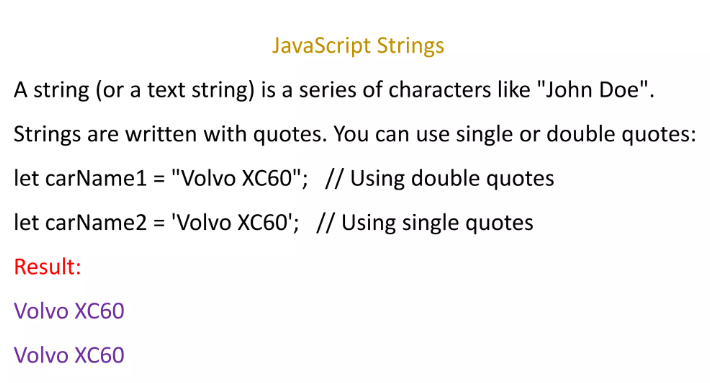 JavaScript Strings
A string (or a text string) is a series of characters like "John Doe".
Strings are written with quotes. You can use single or double quotes:
let carName1 = "Volvo XC60";   // Using double quotes
let carName2 = 'Volvo XC60';   // Using single quotes
Result:
Volvo XC60
Volvo XC60